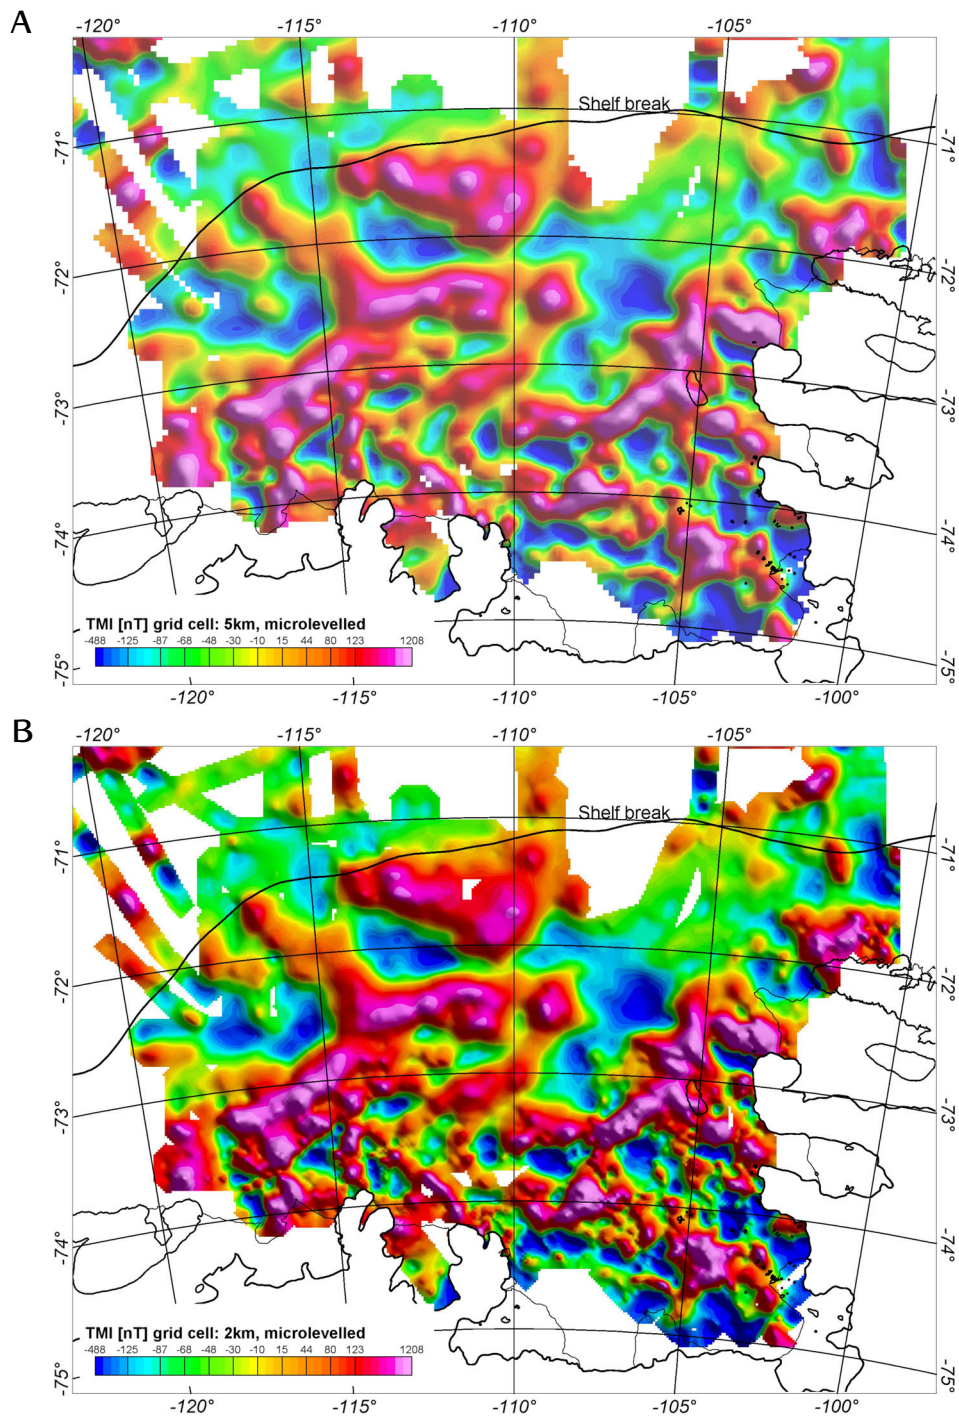 A
-120° -115° -110° -105°
Shelf break
-71° -71°
-72° -72°
-73° -73°
-74° -74°
-75° -75°
TMI [nT] grid cell: 5km, microlevelled
-488 -125 -87 -68 -48 -30 -10 15 44 80 123 1208
-120° -115° -110° -105° -100°
B
-120° -115° -110° -105°
Shelf break
-71° -71°
-72° -72°
-73° -73°
-74° -74°
-75° -75°
TMI [nT] grid cell: 2km, microlevelled
-488 -125 -87 -68 -48 -30 -10 15 44 80 123 1208
-120° -115° -110° -105° -100°